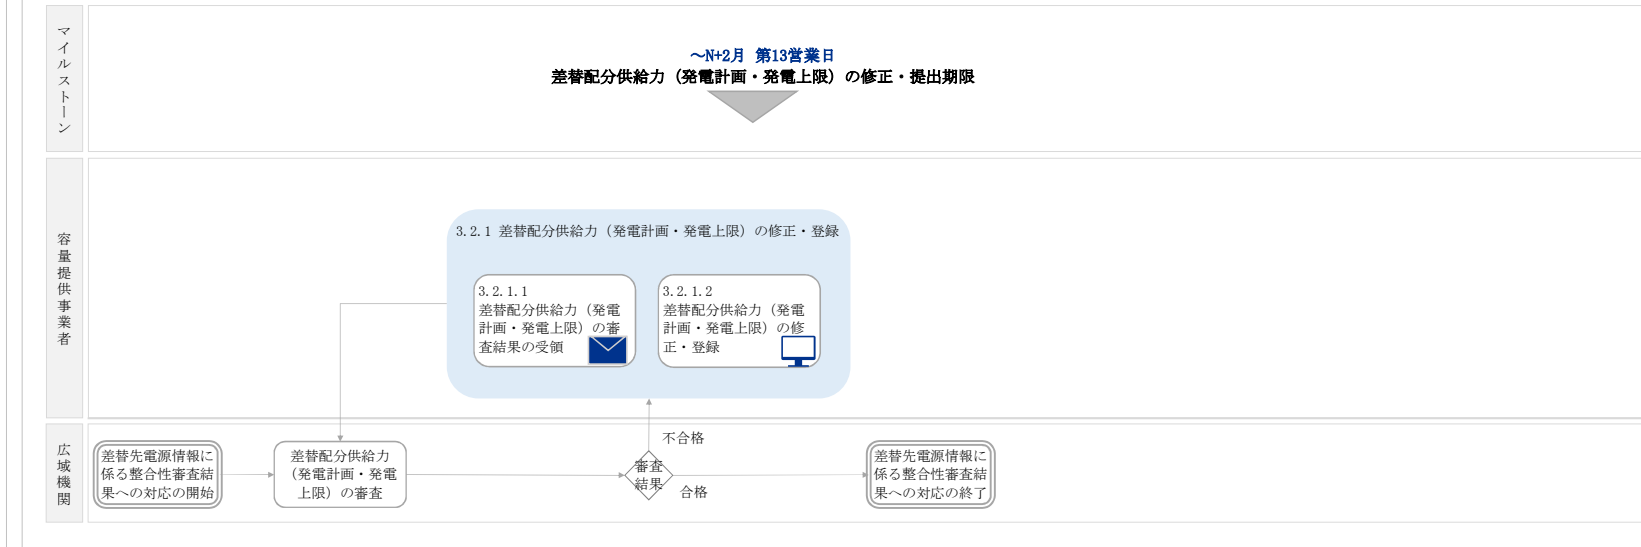 マイルストーン
～N+2月 第13営業日
差替配分供給力（発電計画・発電上限）の修正・提出期限
容量提供事業者
3.2.1 差替配分供給力（発電計画・発電上限）の修正・登録
3.2.1.1
差替配分供給力（発電
計画・発電上限）の審
査結果の受領
3.2.1.2
差替配分供給力（発電
計画・発電上限）の修
正・登録
広域機関
差替先電源情報に
係る整合性審査結
果への対応の開始
差替配分供給力
（発電計画・発電
上限）の審査
審査
結果
不合格
合格
差替先電源情報に
係る整合性審査結
果への対応の終了